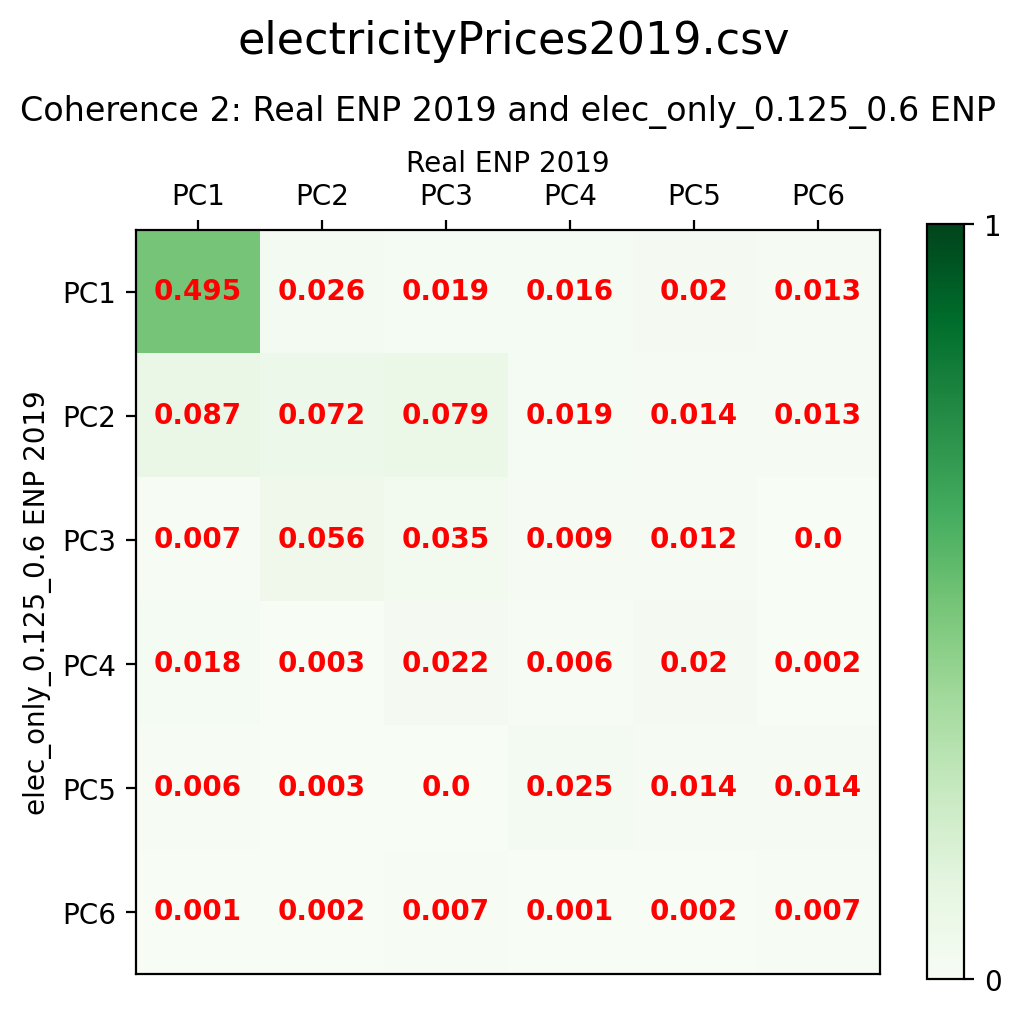 electricityPrices2019.csv
Coherence 2: Real ENP 2019 and elec_only_0.125_0.6 ENP
Real ENP 2019
PC1 PC2 PC3 PC4 PC5 PC6
elec_only_0.125_0.6 ENP 2019
PC1 0.495 0.026 0.019 0.016 0.02 0.013
PC2 0.087 0.072 0.079 0.019 0.014 0.013
PC3 0.007 0.056 0.035 0.009 0.012 0.0
PC4 0.018 0.003 0.022 0.006 0.02 0.002
PC5 0.006 0.003 0.0 0.025 0.014 0.014
PC6 0.001 0.002 0.007 0.001 0.002 0.007
1
0